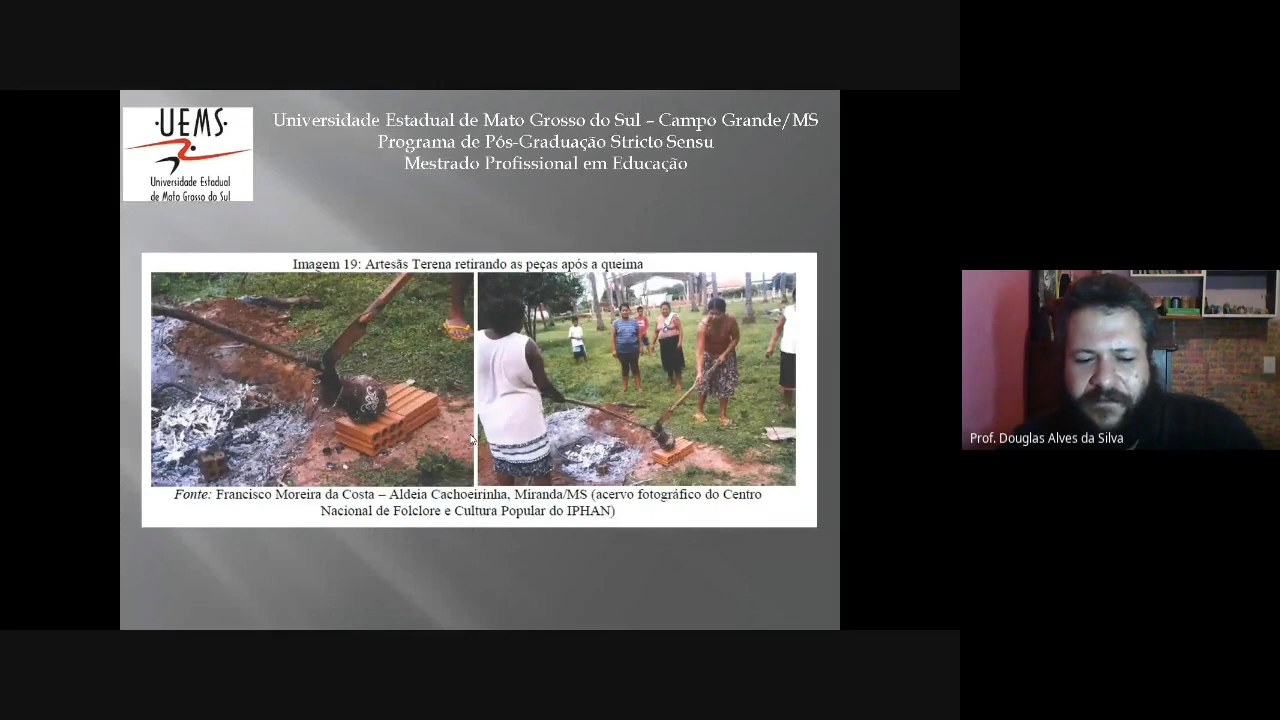 ·UEMS·
Universidade Estadual
de Mato Grosso do Sul
Universidade Estadual de Mato Grosso do Sul – Campo Grande/MS
Programa de Pós-Graduação Stricto Sensu
Mestrado Profissional em Educação
Imagem 19: Artesãs Terena retirando as peças após a queima
Fonte: Francisco Moreira da Costa – Aldeia Cachoeirinha, Miranda/MS (acervo fotográfico do Centro
Nacional de Folclore e Cultura Popular do IPHAN)
Prof. Douglas Alves da Silva